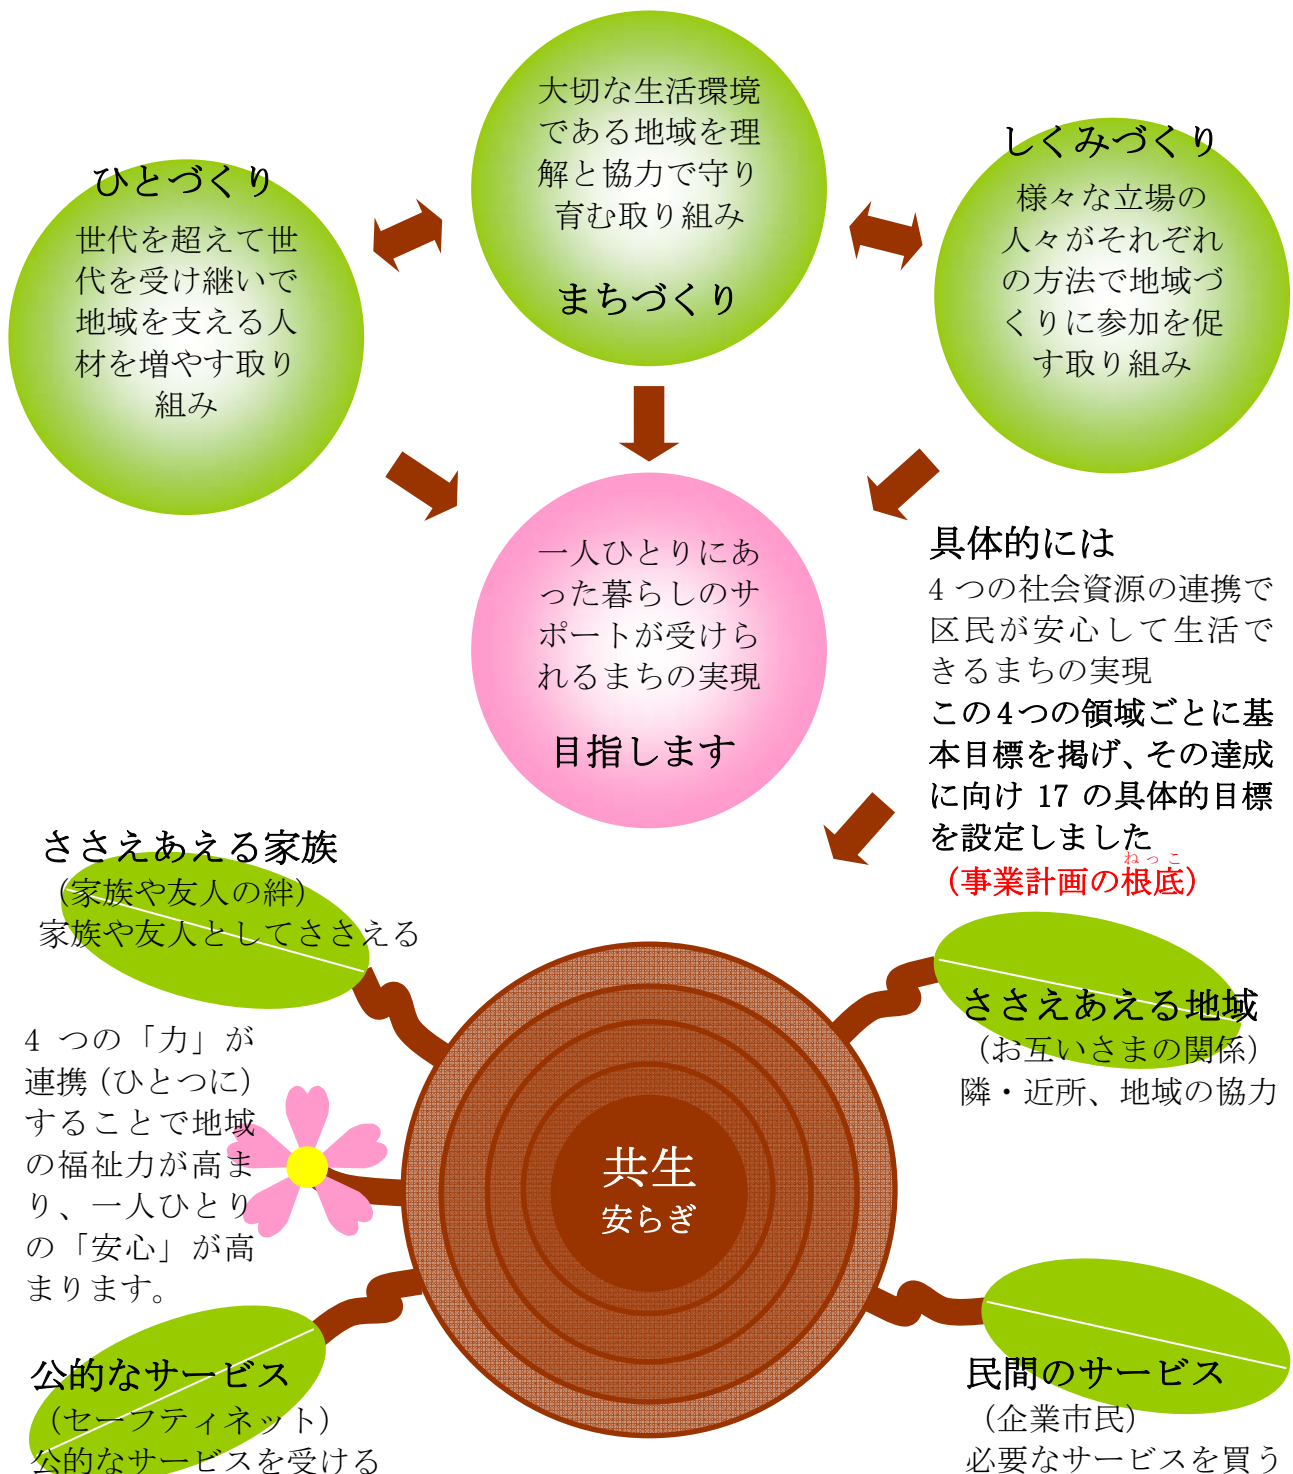 大切な生活環境
である地域を理
解と協力で守り
育む取り組み
まちづくり
ひとづくり
世代を超えて世
代を受け継いで
地域を支える人
材を増やす取り
組み
しくみづくり
様々な立場の
人々がそれぞれ
の方法で地域づ
くりに参加を促
す取り組み
一人ひとりにあ
った暮らしのサ
ポートが受けら
れるまちの実現
目指します
具体的には
4つの社会資源の連携で
区民が安心して生活で
きるまちの実現
この4つの領域ごとに基
本目標を掲げ、その達成
に向け 17 の具体的目標
を設定しました
ねっこ
(事業計画の根底)
ささえあえる家族
(家族や友人の絆)
家族や友人としてささえる
ささえあえる地域
(お互いさまの関係)
隣・近所、地域の協力
4 つの「力」が
連携(ひとつに)
することで地域
の福祉力が高ま
り、一人ひとり
の「安心」が高
まります。
共生
安らぎ
公的なサービス
(セーフティネット)
公的なサービスを受ける
民間のサービス
(企業市民)
必要なサービスを買う